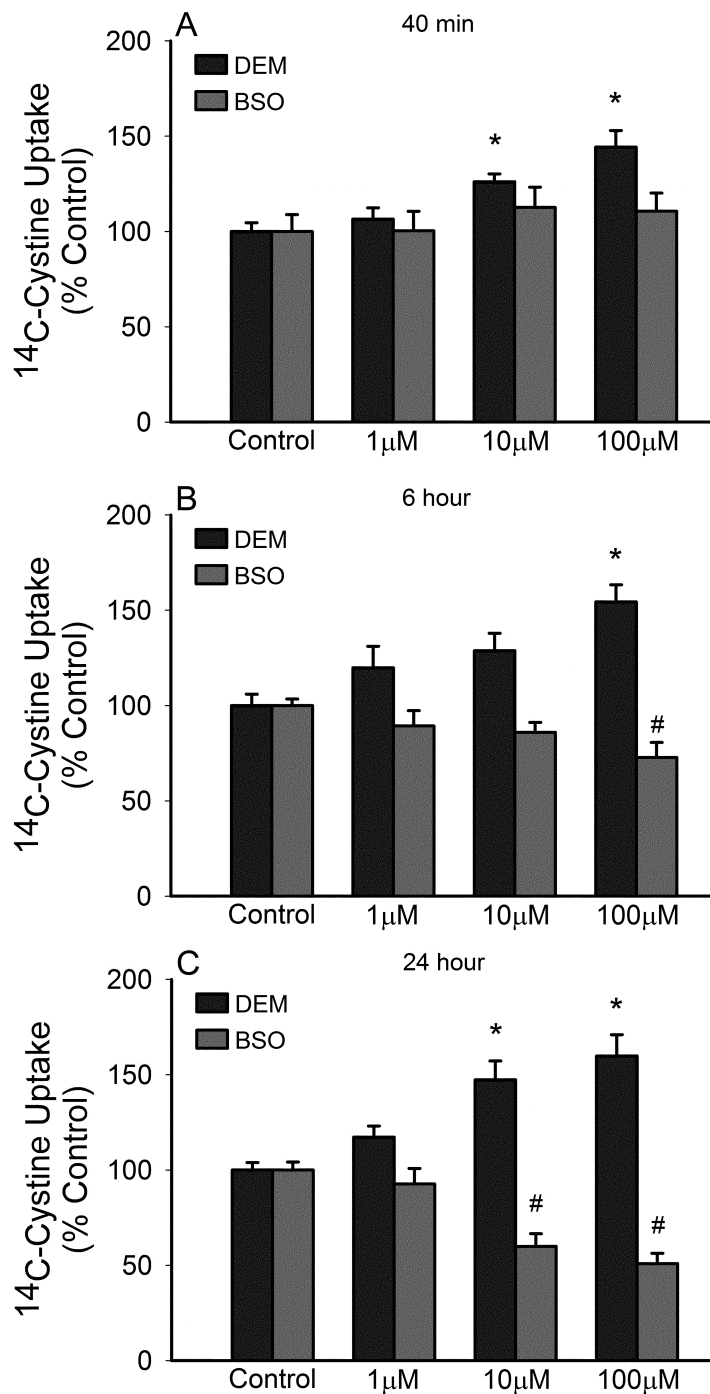 A
40 min
200
DEM
BSO
*
*
150
100
50
0
14C-Cystine Uptake
(% Control)
Control 1μM 10μM 100μM
B
6 hour
200
DEM
BSO
*
150
100
#
50
0
14C-Cystine Uptake
(% Control)
Control 1μM 10μM 100μM
C
24 hour
200
DEM
BSO
*
*
150
100
#
#
50
0
14C-Cystine Uptake
(% Control)
Control 1μM 10μM 100μM